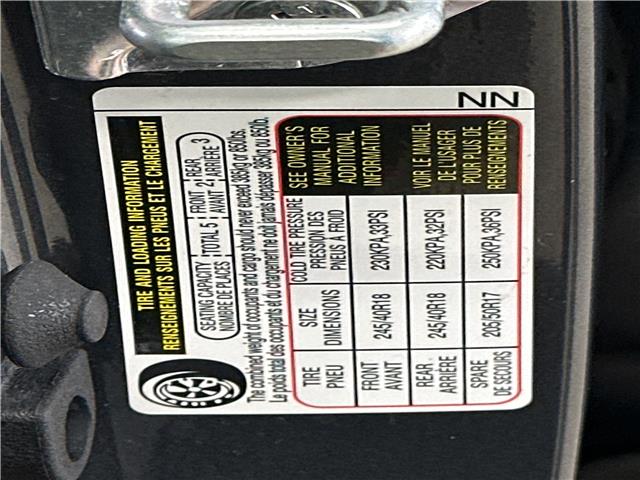 TIRE AND LOADING INFORMATION
RENSEIGNEMENTS SUR LES PNEUS ET LE CHARGEMENT
SEATING CAPACITY TOTAL 5 FRONT 2 REAR 3
NOMBRE DE PLACES AVANT ARRIÈRE
The combined weight of occupants and cargo should never exceed 385kg or 850lbs.
Le poids total des occupants et du chargement ne doit jamais dépasser 385kg ou 850lb.
TIRE SIZE COLD TIRE PRESSURE SEE OWNER'S
PNEU DIMENSIONS PRESSION DES MANUAL FOR
PNEUS A FROID ADDITIONAL
FRONT 245/40R18 230KPA,33PSI INFORMATION
AVANT
REAR 245/40R18 220KPA,32PSI VOIR LE MANUEL
ARRIÈRE DE L'USAGER
SPARE 205/50R17 250KPA,36PSI POUR PLUS DE
DE SECOURS RENSEIGNEMENTS
NN